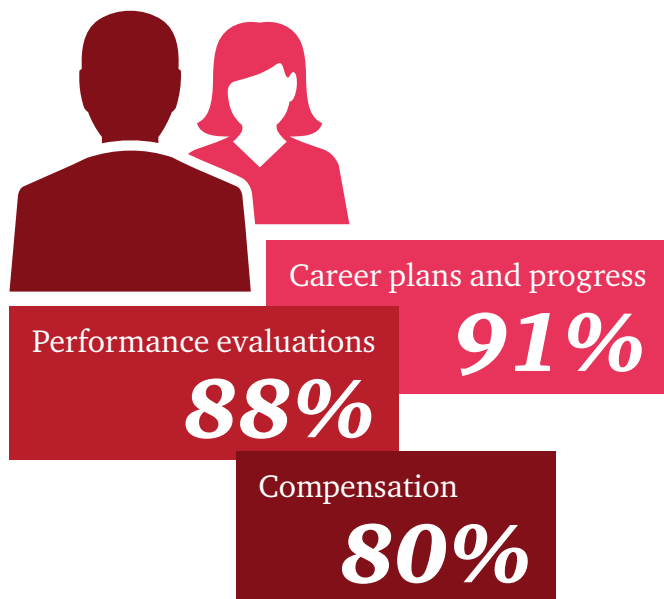 Career plans and progress
91%
Performance evaluations
88%
Compensation
80%